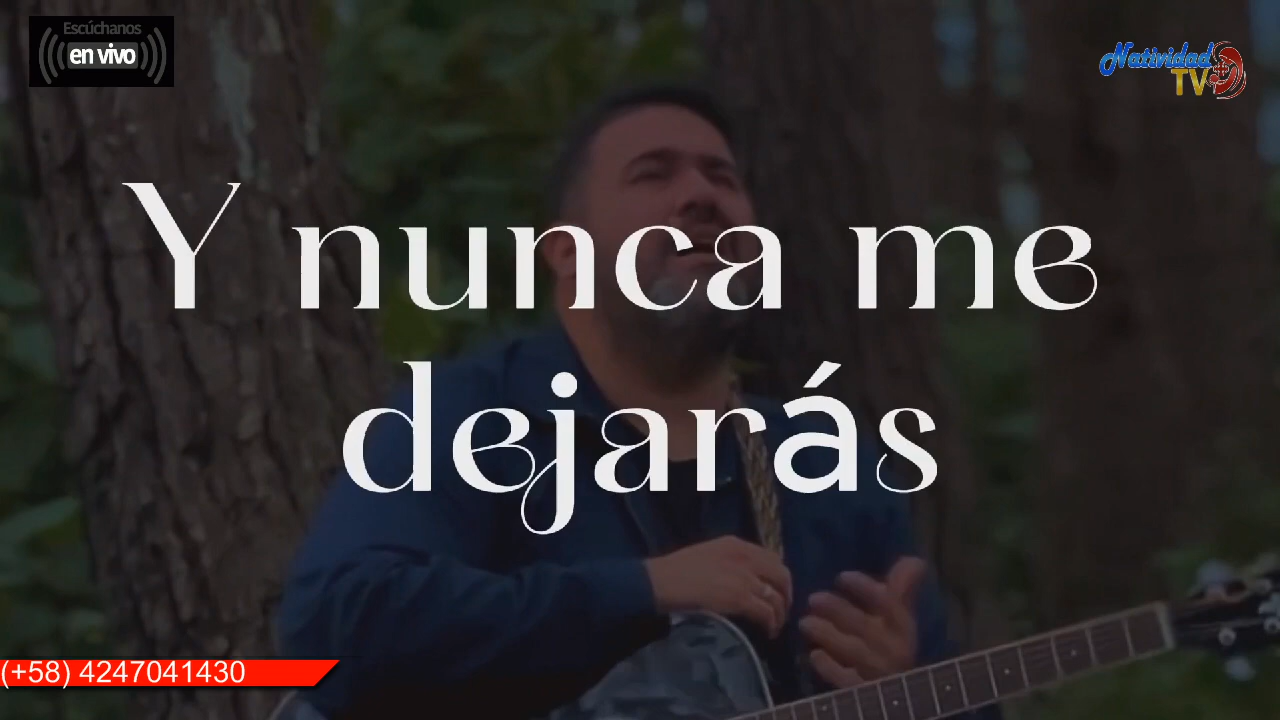 Escúchanos
en vivo
Natividad
TV
Y nunca me
dejarás
(+58) 4247041430